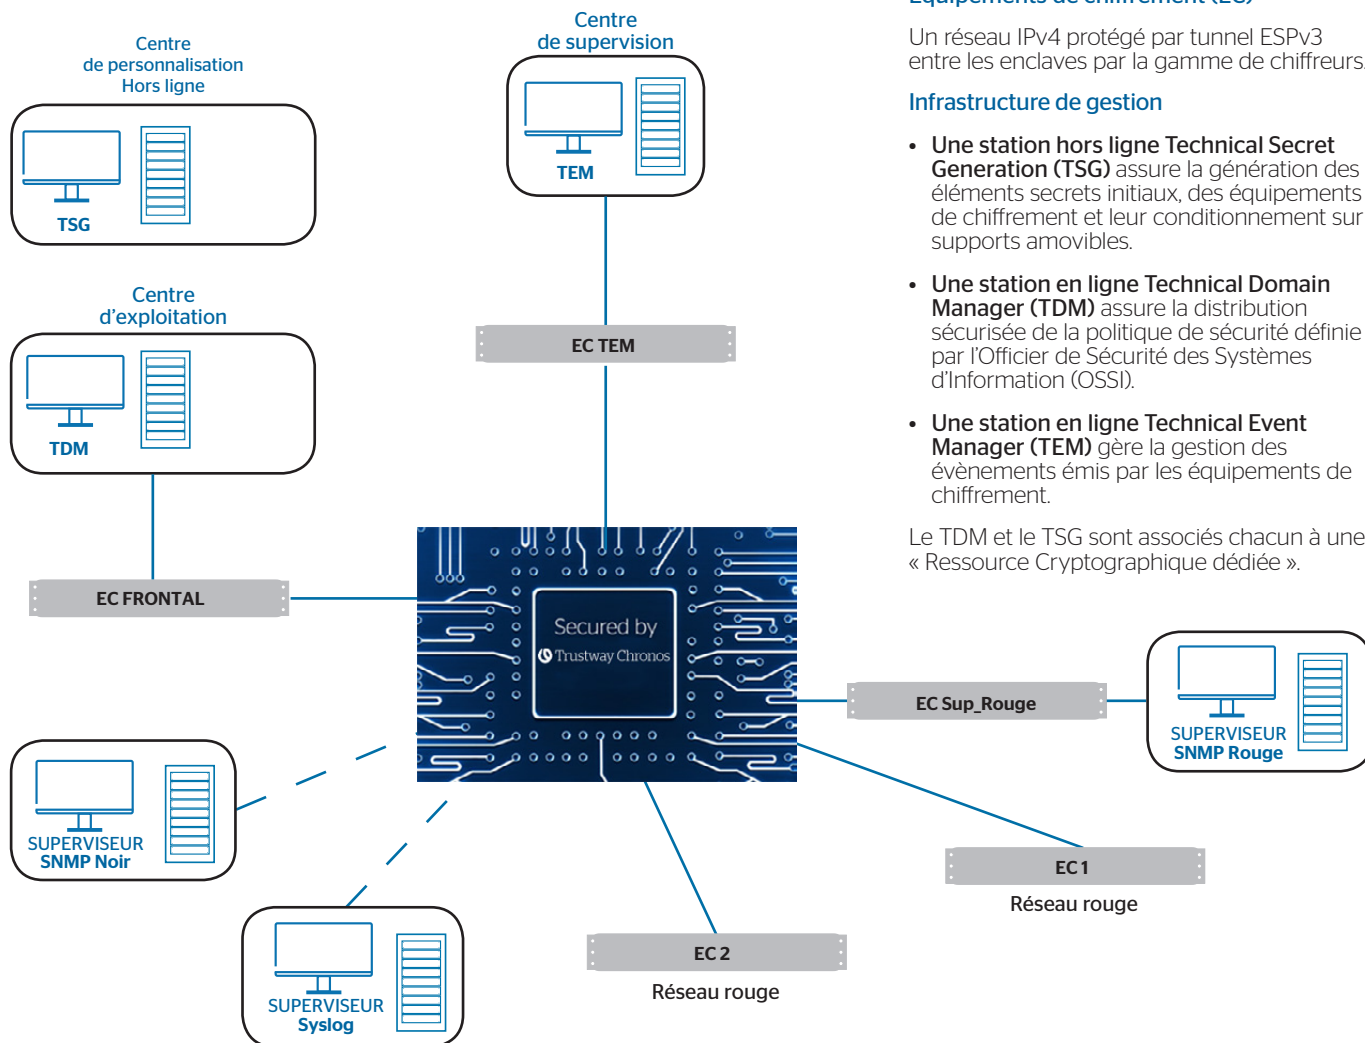 Centre
de personnalisation
Hors ligne
TSG
Centre
de supervision
TEM
Centre
d'exploitation
TDM
EC TEM
EC FRONTAL
Secured by
Trustway Chronos
EC Sup_Rouge
SUPERVISEUR
SNMP Rouge
SUPERVISEUR
SNMP Noir
SUPERVISEUR
Syslog
EC 1
Réseau rouge
EC 2
Réseau rouge
Équipements de chiffrement (EC)
Un réseau IPv4 protégé par tunnel ESPv3
entre les enclaves par la gamme de chiffreurs.
Infrastructure de gestion
• Une station hors ligne Technical Secret
Generation (TSG) assure la génération des
éléments secrets initiaux, des équipements
de chiffrement et leur conditionnement sur
supports amovibles.
• Une station en ligne Technical Domain
Manager (TDM) assure la distribution
sécurisée de la politique de sécurité définie
par l'Officier de Sécurité des Systèmes
d'Information (OSSI).
• Une station en ligne Technical Event
Manager (TEM) gère la gestion des
évènements émis par les équipements de
chiffrement.
Le TDM et le TSG sont associés chacun à une
« Ressource Cryptographique dédiée ».